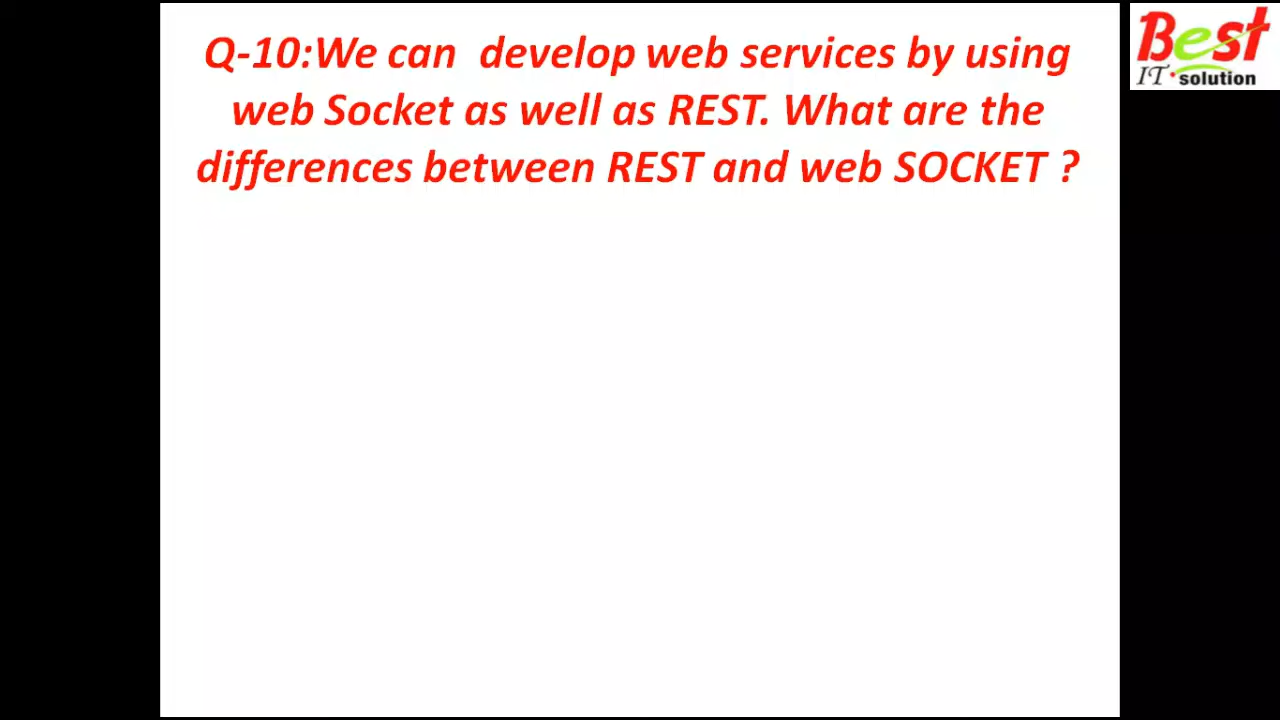 Q-10:We can  develop web services by using
web Socket as well as REST. What are the
differences between REST and web SOCKET ?
Best
IT solution